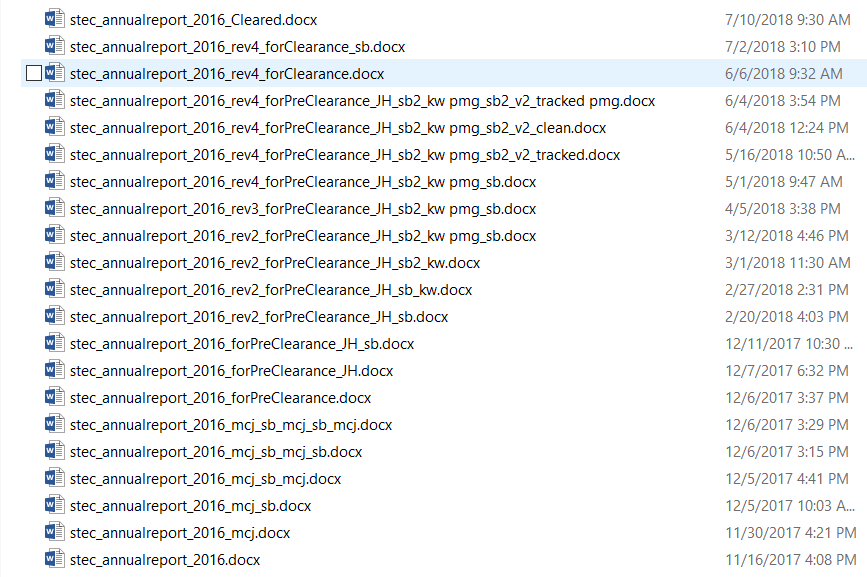 stec_annualreport_2016_Cleared.docx 7/10/2018 9:30 AM
stec_annualreport_2016_rev4_forClearance_sb.docx 7/2/2018 3:10 PM
stec_annualreport_2016_rev4_forClearance.docx 6/6/2018 9:32 AM
stec_annualreport_2016_rev4_forPreClearance_JH_sb2_kw pmg_sb2_v2_tracked pmg.docx 6/4/2018 3:54 PM
stec_annualreport_2016_rev4_forPreClearance_JH_sb2_kw pmg_sb2_v2_clean.docx 6/4/2018 12:24 PM
stec_annualreport_2016_rev4_forPreClearance_JH_sb2_kw pmg_sb2_v2_tracked.docx 5/16/2018 10:50 A...
stec_annualreport_2016_rev4_forPreClearance_JH_sb2_kw pmg_sb.docx 5/1/2018 9:47 AM
stec_annualreport_2016_rev3_forPreClearance_JH_sb2_kw pmg_sb.docx 4/5/2018 3:38 PM
stec_annualreport_2016_rev2_forPreClearance_JH_sb2_kw pmg_sb.docx 3/12/2018 4:46 PM
stec_annualreport_2016_rev2_forPreClearance_JH_sb2_kw.docx 3/1/2018 11:30 AM
stec_annualreport_2016_rev2_forPreClearance_JH_sb_kw.docx 2/27/2018 2:31 PM
stec_annualreport_2016_rev2_forPreClearance_JH_sb.docx 2/20/2018 4:03 PM
stec_annualreport_2016_forPreClearance_JH_sb.docx 12/11/2017 10:30 ...
stec_annualreport_2016_forPreClearance_JH.docx 12/7/2017 6:32 PM
stec_annualreport_2016_forPreClearance.docx 12/6/2017 3:37 PM
stec_annualreport_2016_mcj_sb_mcj_sb_mcj.docx 12/6/2017 3:29 PM
stec_annualreport_2016_mcj_sb_mcj_sb.docx 12/6/2017 3:15 PM
stec_annualreport_2016_mcj_sb_mcj.docx 12/5/2017 4:41 PM
stec_annualreport_2016_mcj_sb.docx 12/5/2017 10:03 A...
stec_annualreport_2016_mcj.docx 11/30/2017 4:21 PM
stec_annualreport_2016.docx 11/16/2017 4:08 PM